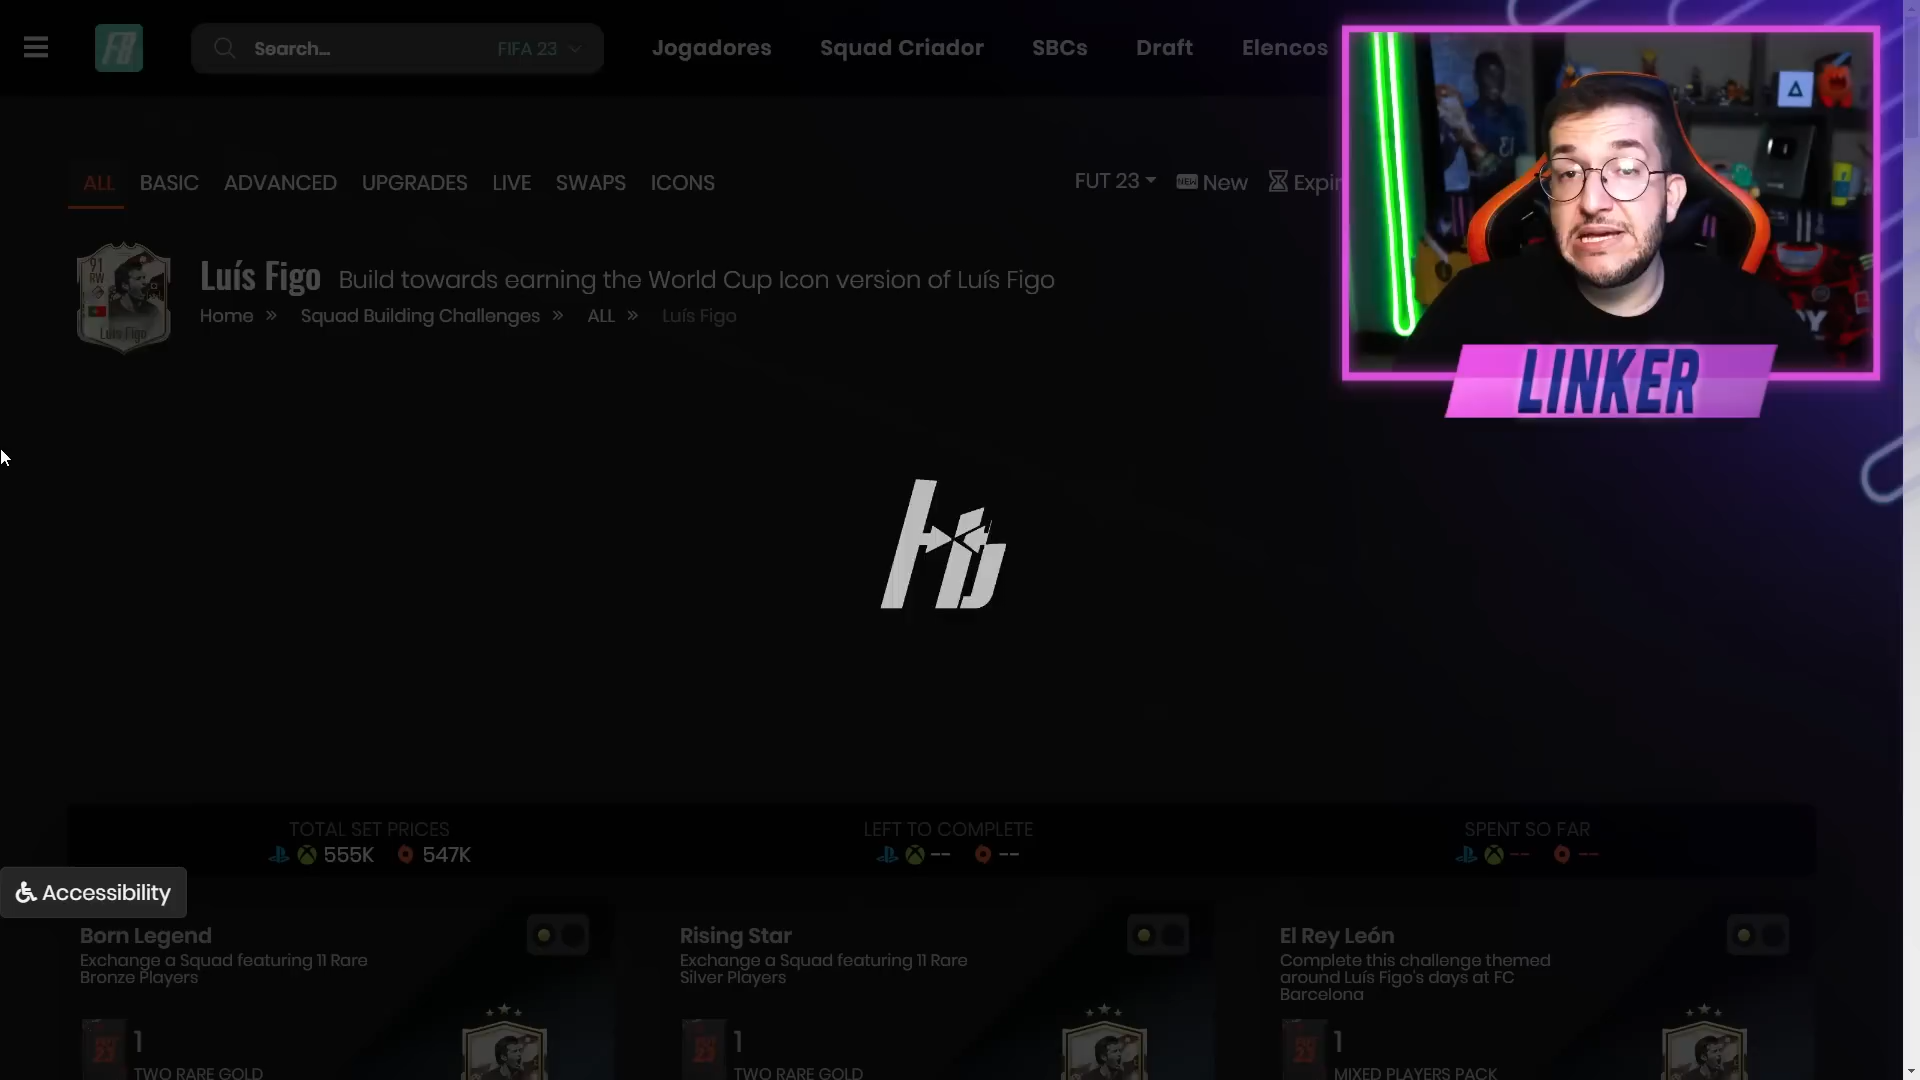 Search...
FIFA 23
Jogadores
Squad Criador
SBCs
Draft
Elencos
ALL
BASIC
ADVANCED
UPGRADES
LIVE
SWAPS
ICONS
FUT 23
NEW New
Expir
91
RW
Luís Figo
Luís Figo
Build towards earning the World Cup Icon version of Luís Figo
Home » Squad Building Challenges » ALL » Luís Figo
LINKER
TOTAL SET PRICES
555K 547K
LEFT TO COMPLETE
-- --
SPENT SO FAR
-- --
Accessibility
Born Legend
Exchange a Squad featuring 11 Rare
Bronze Players
1
TWO RARE GOLD
Rising Star
Exchange a Squad featuring 11 Rare
Silver Players
1
TWO RARE GOLD
El Rey León
Complete this challenge themed
around Luís Figo's days at FC
Barcelona
1
MIXED PLAYERS PACK